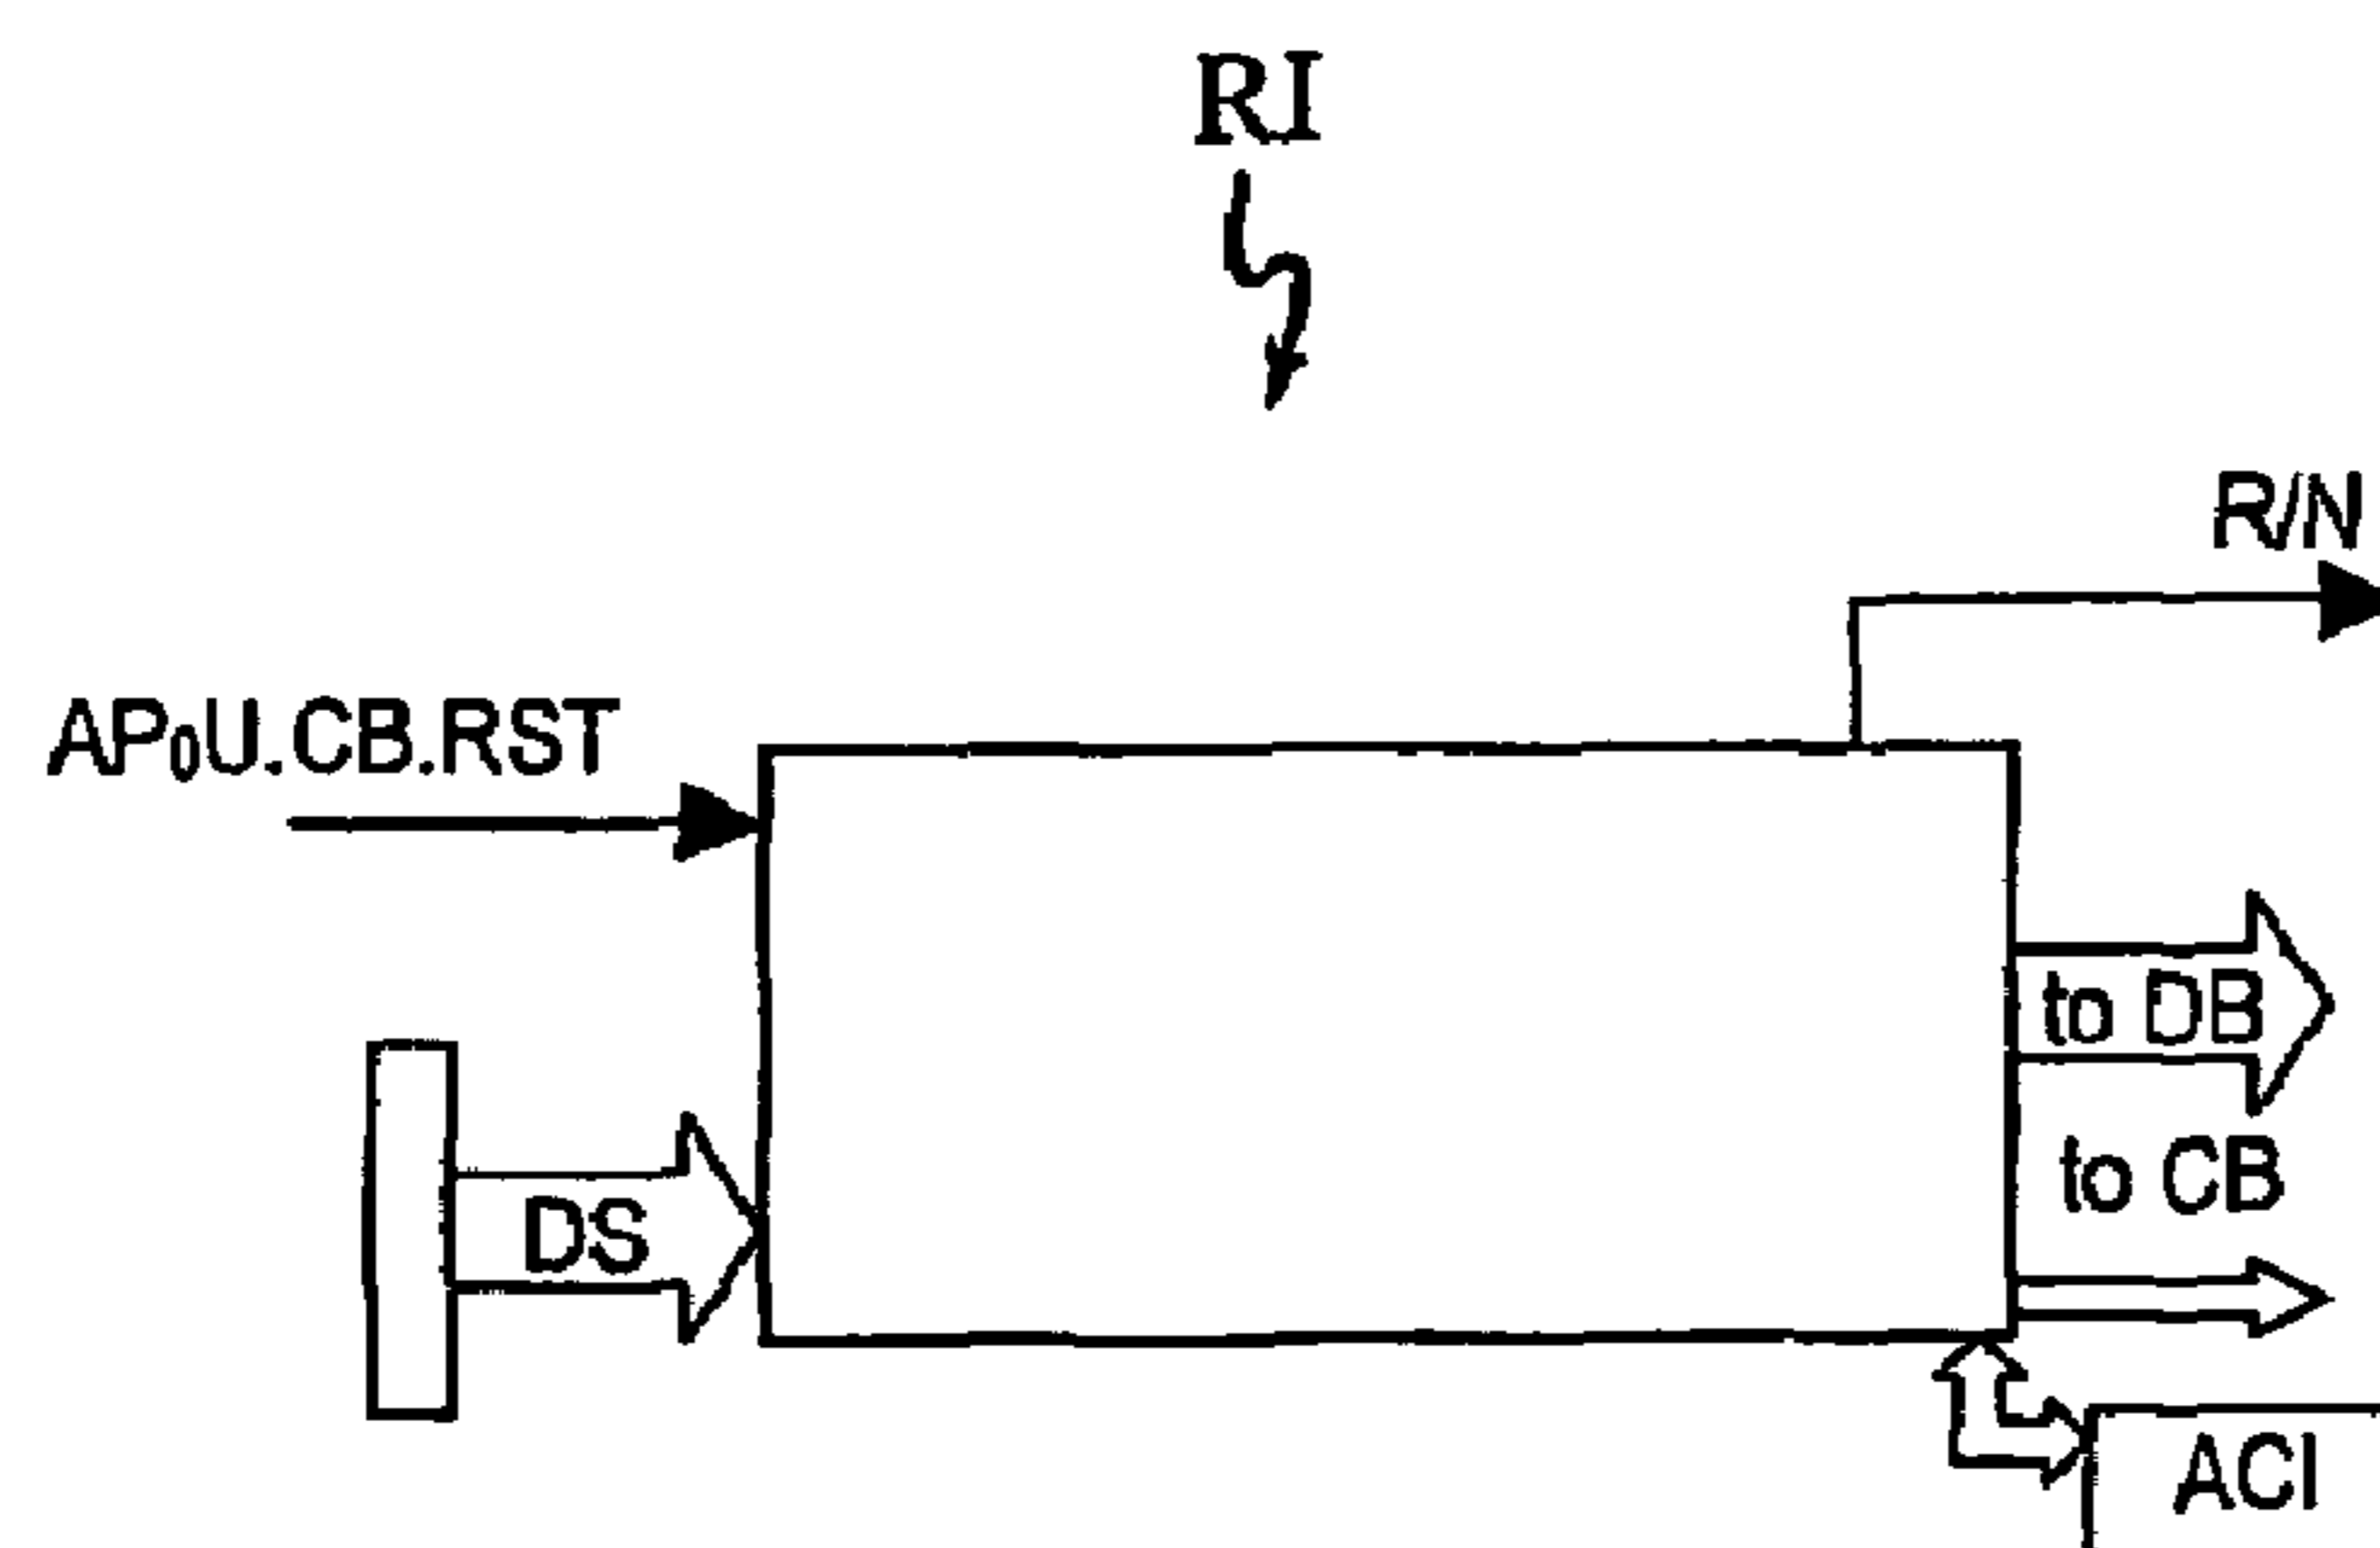 RI
R/N
AP₀U.CB.RST
to DB
to CB
DS
ACI